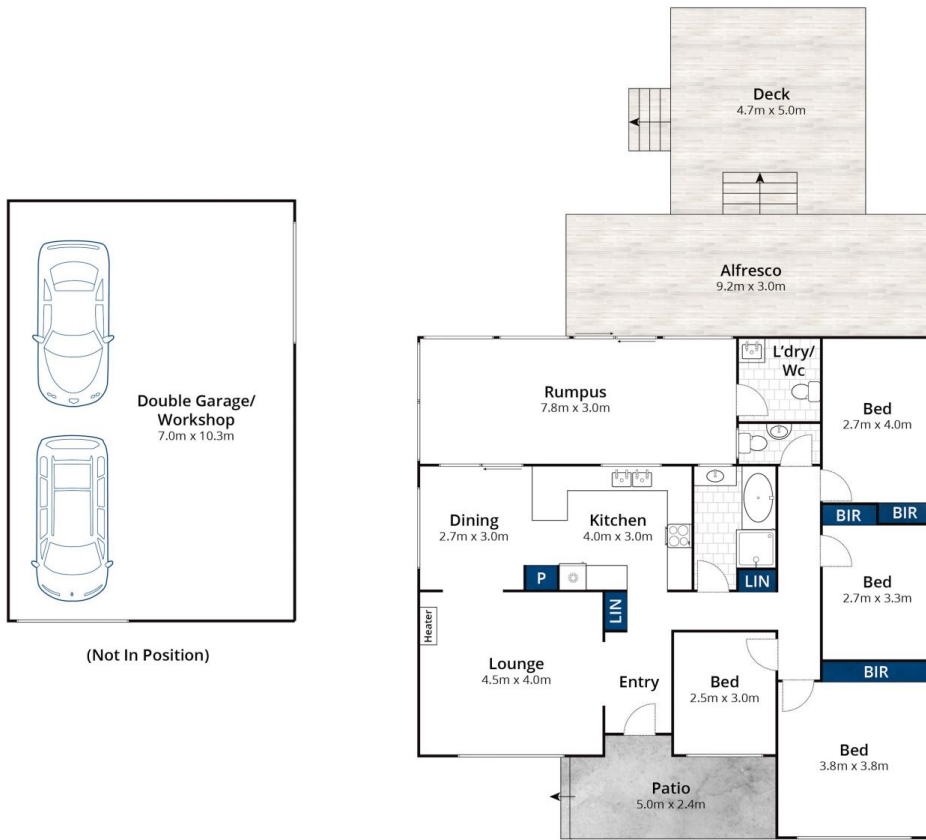 Deck
4.7m x 5.0m
Alfresco
9.2m x 3.0m
Double Garage/
Workshop
7.0m x 10.3m
(Not In Position)
Rumpus
7.8m x 3.0m
L'dry/
Wc
Bed
2.7m x 4.0m
BIR
BIR
Dining
2.7m x 3.0m
Kitchen
4.0m x 3.0m
P
LIN
LIN
Bed
2.7m x 3.3m
BIR
Heater
Lounge
4.5m x 4.0m
Entry
Bed
2.5m x 3.0m
Bed
3.8m x 3.8m
Patio
5.0m x 2.4m